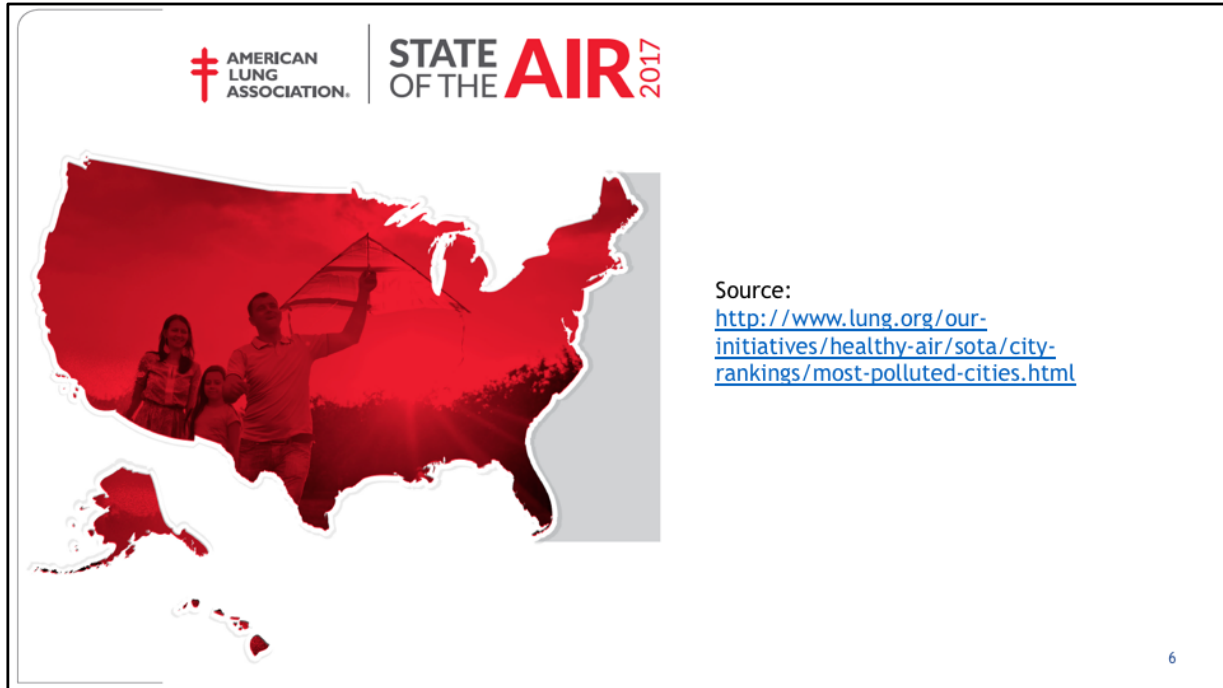 AMERICAN
LUNG
ASSOCIATION®
STATE
OF THE AIR 2017
Source:
http://www.lung.org/our-
initiatives/healthy-air/sota/city-
rankings/most-polluted-cities.html
6